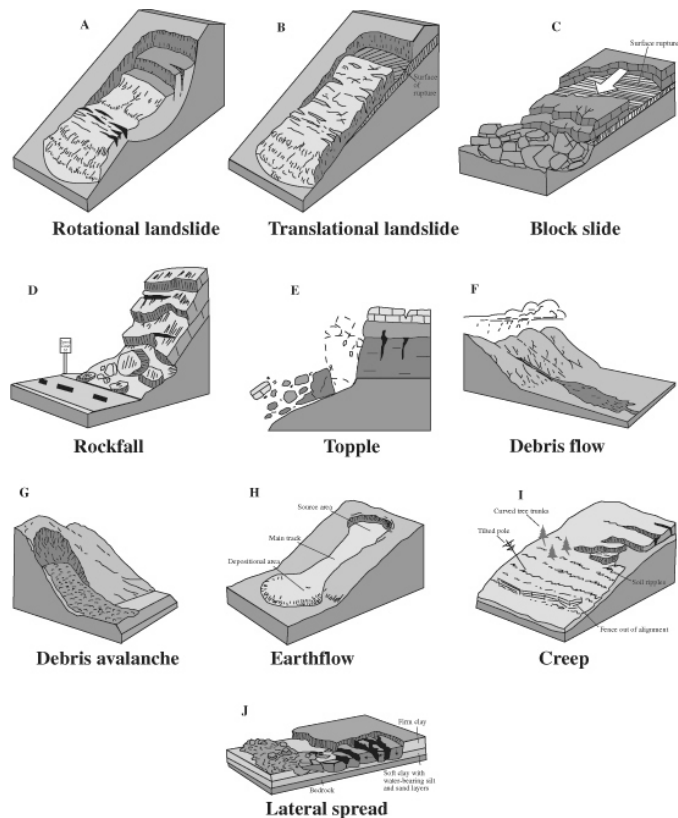 A
B
C
Surface of rupture
Surface rupture
Rotational landslide
Translational landslide
Block slide
D
E
F
Rockfall
Topple
Debris flow
G
H
I
Source area
Main track
Depositional area
Curved tree trunks
Tilted pole
Soil ripples
Fence out of alignment
Debris avalanche
Earthflow
Creep
J
Firm clay
Soft clay with
water-bearing silt
and sand layers
Bedrock
Lateral spread